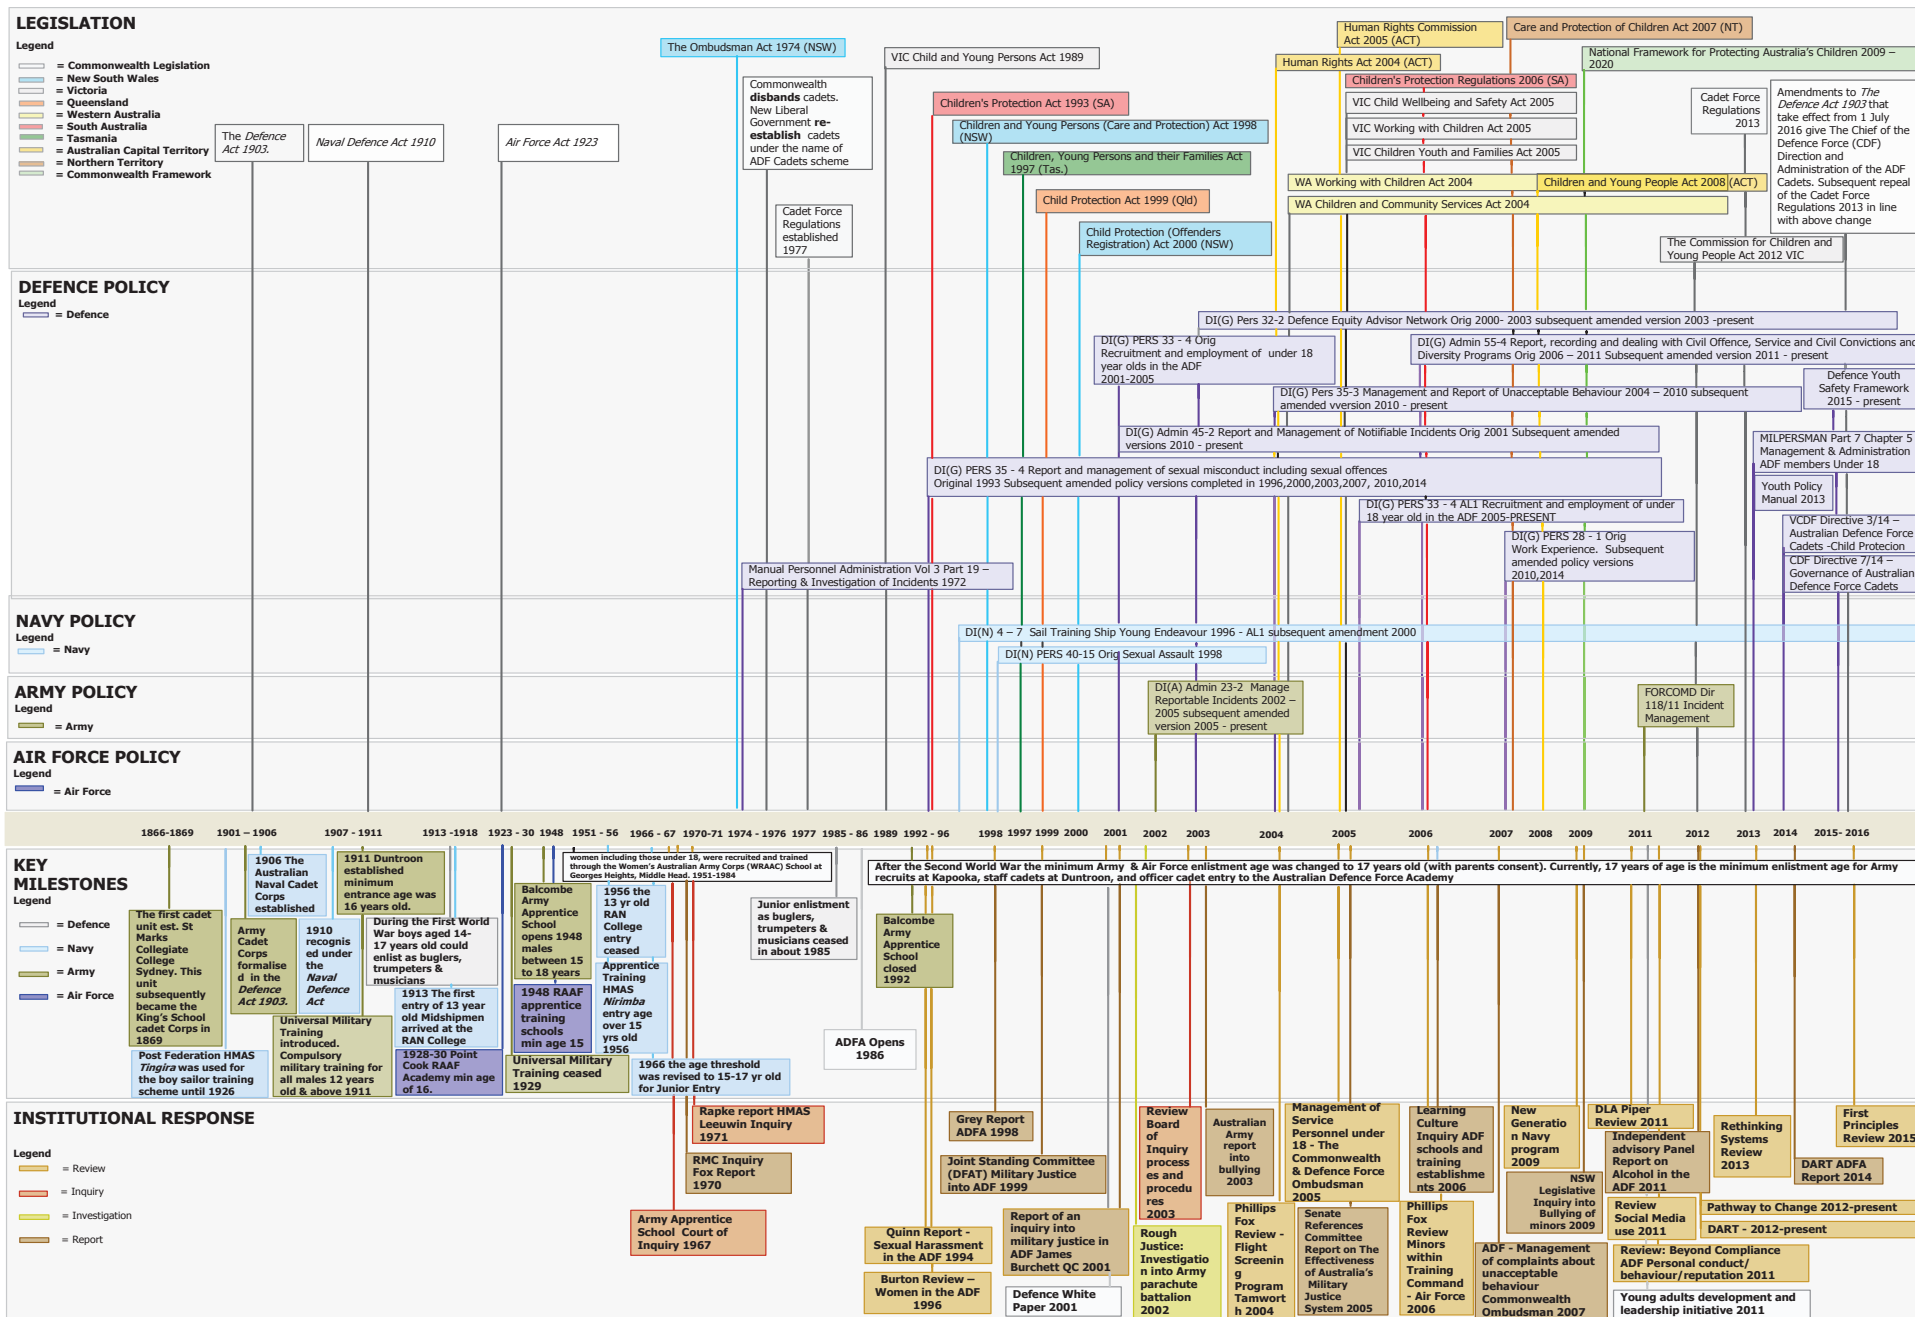 LEGISLATION
Legend
= Commonwealth Legislation
= New South Wales
= Victoria
= Queensland
= Western Australia
= South Australia
= Tasmania
= Australian Capital Territory
= Northern Territory
= Commonwealth Framework
The Defence
Act 1903.
Naval Defence Act 1910
Air Force Act 1923
The Ombudsman Act 1974 (NSW)
Commonwealth
disbands cadets.
New Liberal
Government re-
establish cadets
under the name of
ADF Cadets scheme
Cadet Force
Regulations
established
1977
VIC Child and Young Persons Act 1989
Children's Protection Act 1993 (SA)
Children and Young Persons (Care and Protection) Act 1998
(NSW)
Children, Young Persons and their Families Act
1997 (Tas.)
Child Protection Act 1999 (Qld)
Child Protection (Offenders
Registration) Act 2000 (NSW)
Human Rights Commission
Act 2005 (ACT)
Human Rights Act 2004 (ACT)
Children's Protection Regulations 2006 (SA)
VIC Child Wellbeing and Safety Act 2005
VIC Working with Children Act 2005
VIC Children Youth and Families Act 2005
WA Working with Children Act 2004
Children and Young People Act 2008 (ACT)
WA Children and Community Services Act 2004
Care and Protection of Children Act 2007 (NT)
National Framework for Protecting Australia's Children 2009 –
2020
Cadet Force
Regulations
2013
Amendments to The
Defence Act 1903 that
take effect from 1 July
2016 give The Chief of the
Defence Force (CDF)
Direction and
Administration of the ADF
Cadets. Subsequent repeal
of the Cadet Force
Regulations 2013 in line
with above change
The Commission for Children and
Young People Act 2012 VIC
DEFENCE POLICY
Legend
= Defence
DI(G) Pers 32-2 Defence Equity Advisor Network Orig 2000- 2003 subsequent amended version 2003 -present
DI(G) PERS 33 - 4 Orig
Recruitment and employment of under 18
year olds in the ADF
2001-2005
DI(G) Admin 55-4 Report, recording and dealing with Civil Offence, Service and Civil Convictions and
Diversity Programs Orig 2006 – 2011 Subsequent amended version 2011 - present
Defence Youth
Safety Framework
2015 - present
DI(G) Pers 35-3 Management and Report of Unacceptable Behaviour 2004 – 2010 subsequent
amended vversion 2010 - present
DI(G) Admin 45-2 Report and Management of Notiifiable Incidents Orig 2001 Subsequent amended
versions 2010 - present
MILPERSMAN Part 7 Chapter 5
Management & Administration
ADF members Under 18
DI(G) PERS 35 - 4 Report and management of sexual misconduct including sexual offences
Original 1993 Subsequent amended policy versions completed in 1996,2000,2003,2007, 2010,2014
Youth Policy
Manual 2013
DI(G) PERS 33 - 4 AL1 Recruitment and employment of under
18 year old in the ADF 2005-PRESENT
VCDF Directive 3/14 –
Australian Defence Force
Cadets -Child Protecion
DI(G) PERS 28 - 1 Orig
Work Experience. Subsequent
amended policy versions
2010,2014
CDF Directive 7/14 –
Governance of Australian
Defence Force Cadets
Manual Personnel Administration Vol 3 Part 19 –
Reporting & Investigation of Incidents 1972
NAVY POLICY
Legend
= Navy
DI(N) 4 – 7 Sail Training Ship Young Endeavour 1996 - AL1 subsequent amendment 2000
DI(N) PERS 40-15 Orig Sexual Assault 1998
ARMY POLICY
Legend
= Army
DI(A) Admin 23-2 Manage
Reportable Incidents 2002 –
2005 subsequent amended
version 2005 - present
FORCOMD Dir
118/11 Incident
Management
AIR FORCE POLICY
Legend
= Air Force
1866-1869 1901 – 1906 1907 - 1911 1913 -1918 1923 - 30 1948 1951 - 56 1966 - 67 1970-71 1974 - 1976 1977 1985 - 86 1989 1992 - 96 1998 1997 1999 2000 2001 2002 2003 2004 2005 2006 2007 2008 2009 2011 2012 2013 2014 2015- 2016
KEY
MILESTONES
Legend
= Defence
= Navy
= Army
= Air Force
The first cadet
unit est. St
Marks
Collegiate
College
Sydney. This
unit
subsequently
became the
King's School
cadet Corps in
1869
Post Federation HMAS
Tingira was used for
the boy sailor training
scheme until 1926
1906 The
Australian
Naval Cadet
Corps
established
Army
Cadet
Corps
formalise
d in the
Defence
Act 1903.
1910
recognis
ed under
the
Naval
Defence
Act
Universal Military
Training
introduced.
Compulsory
military training for
all males 12 years
old & above 1911
1911 Duntroon
established
minimum
entrance age was
16 years old.
During the First World
War boys aged 14-
17 years old could
enlist as buglers,
trumpeters &
musicians
1913 The first
entry of 13 year
old Midshipmen
arrived at the
RAN College
1928-30 Point
Cook RAAF
Academy min age
of 16.
Balcombe
Army
Apprentice
School
opens 1948
males
between 15
to 18 years
1948 RAAF
apprentice
training
schools
min age 15
Universal Military
Training ceased
1929
women including those under 18, were recruited and trained
through the Women's Australian Army Corps (WRAAC) School at
Georges Heights, Middle Head. 1951-1984
1956 the
13 yr old
RAN
College
entry
ceased
Apprentice
Training
HMAS
Nirimba
entry age
over 15
yrs old
1956
1966 the age threshold
was revised to 15-17 yr old
for Junior Entry
Junior enlistment
as buglers,
trumpeters &
musicians ceased
in about 1985
ADFA Opens
1986
Balcombe
Army
Apprentice
School
closed
1992
After the Second World War the minimum Army & Air Force enlistment age was changed to 17 years old (with parents consent). Currently, 17 years of age is the minimum enlistment age for Army
recruits at Kapooka, staff cadets at Duntroon, and officer cadet entry to the Australian Defence Force Academy
INSTITUTIONAL RESPONSE
Legend
= Review
= Inquiry
= Investigation
= Report
Rapke report HMAS
Leeuwin Inquiry
1971
RMC Inquiry
Fox Report
1970
Army Apprentice
School Court of
Inquiry 1967
Grey Report
ADFA 1998
Joint Standing Committee
(DFAT) Military Justice
into ADF 1999
Quinn Report -
Sexual Harassment
in the ADF 1994
Burton Review –
Women in the ADF
1996
Report of an
inquiry into
military justice in
ADF James
Burchett QC 2001
Defence White
Paper 2001
Review
Board
of
Inquiry
process
es and
procedu
res
2003
Rough
Justice:
Investigatio
n into Army
parachute
battalion
2002
Australian
Army
report
into
bullying
2003
Phillips
Fox
Review -
Flight
Screenin
g
Program
Tamwort
h 2004
Management of
Service
Personnel under
18 - The
Commonwealth
& Defence Force
Ombudsman
2005
Senate
References
Committee
Report on The
Effectiveness
of Australia's
Military
Justice
System 2005
Learning
Culture
Inquiry ADF
schools and
training
establishme
nts 2006
Phillips
Fox
Review
Minors
within
Training
Command
- Air Force
2006
New
Generatio
n Navy
program
2009
NSW
Legislative
Inquiry into
Bullying of
minors 2009
ADF - Management
of complaints about
unacceptable
behaviour
Commonwealth
Ombudsman 2007
DLA Piper
Review 2011
Independent
advisory Panel
Report on
Alcohol in the
ADF 2011
Review
Social Media
use 2011
Review: Beyond Compliance
ADF Personal conduct/
behaviour/reputation 2011
Young adults development and
leadership initiative 2011
Rethinking
Systems
Review
2013
DART ADFA
Report 2014
First
Principles
Review 2015
Pathway to Change 2012-present
DART - 2012-present